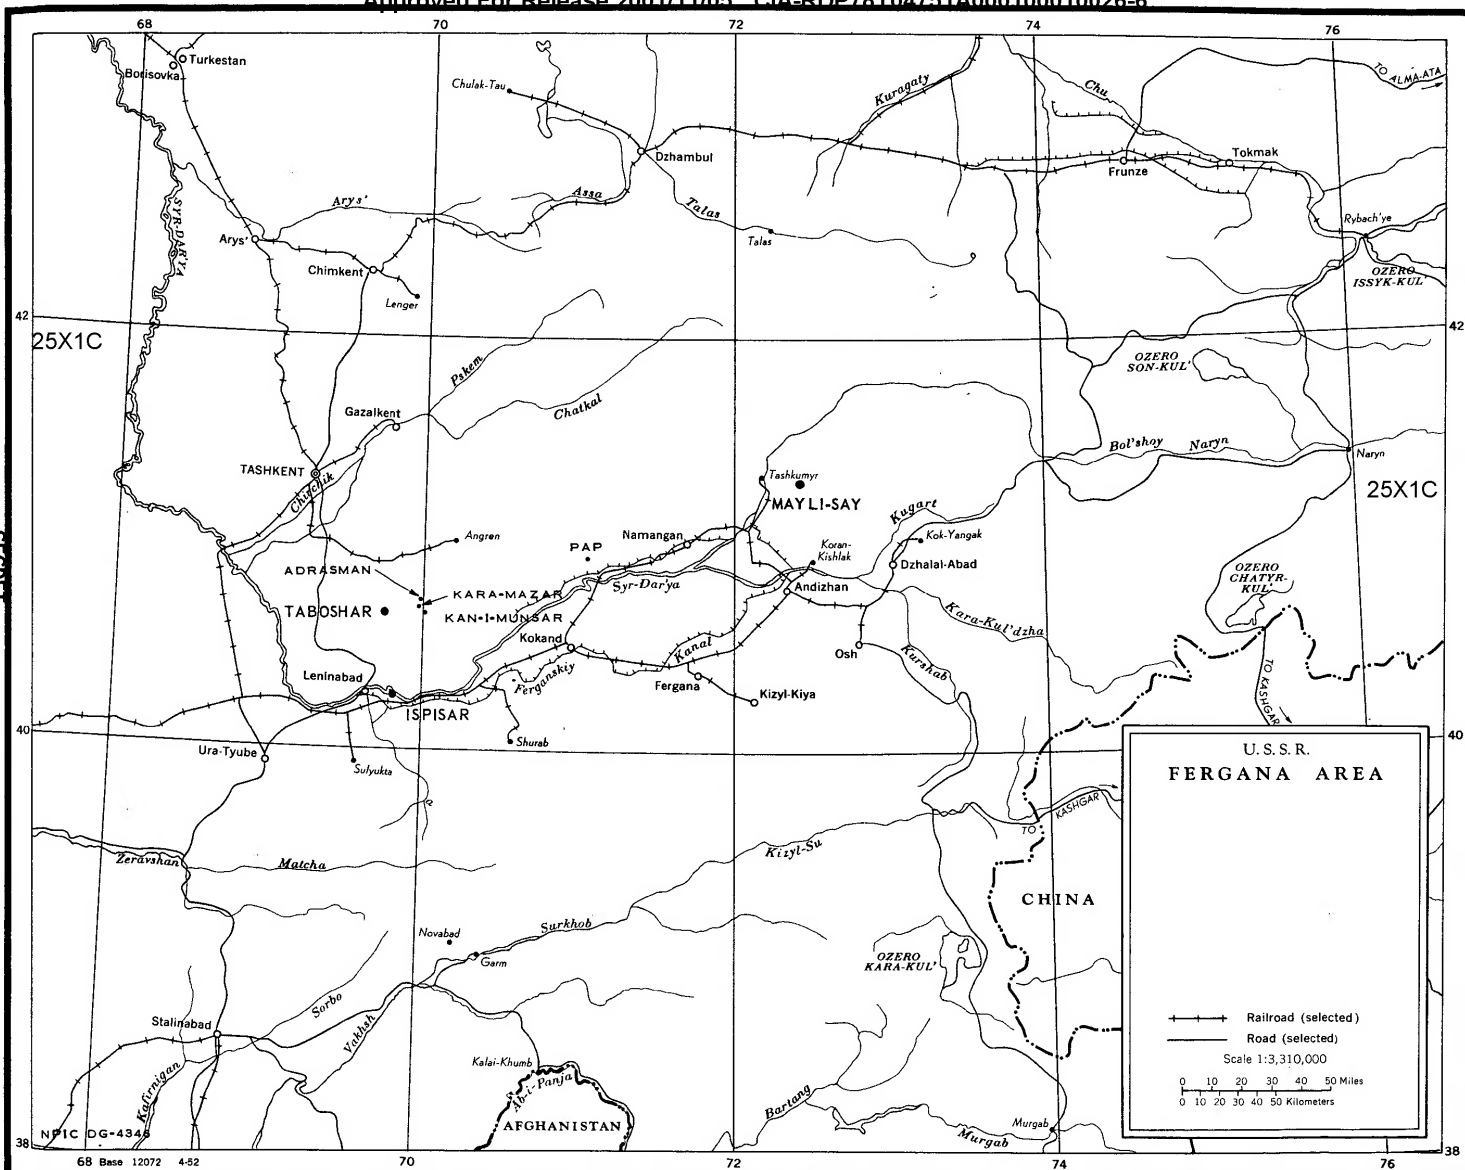 Approved For Release 2001/11/05 : CIA-RDP78T04751A000100010026-6
68
70
72
74
76
Turkestan
Borisovka
Chulak-Tau
Kuragaty
Chu
TO ALMA-ATA
Dzhambul
Frunze
Tokmak
SYR-DAR'YA
Arys'
Assa
Talas
Talas
Rybach'ye
Arys'
Chimkent
Lenger
OZERO
ISSYK-KUL'
42
42
25X1C
Pskem
Chatkal
OZERO
SON-KUL'
Gazalkent
Bol'shoy Naryn
Naryn
TASHKENT
Chirchik
Tashkumyr
MAYLI-SAY
25X1C
Kugart
Angren
PAP
Namangan
Koran-
Kishlak
Kok-Yangak
Dzhalal-Abad
ADRASMAN
KARA-MAZAR
Syr-Dar'ya
Andizhan
OZERO
CHATYR-
KUL'
TABOSHAR
KAN-I-MUNSAR
Kokand
Kara-Kul'dzha
Leninabad
Ferganskiy Kanal
Osh
Kurshab
TO KASHGAR
ISPISAR
Fergana
Kizyl-Kiya
40
40
Ura-Tyube
Sulyukta
Shurab
U.S.S.R.
FERGANA AREA
TO KASHGAR
Zeravshan
Matcha
Kizyl-Su
CHINA
Novabad
Garm
Surkhob
OZERO
KARA-KUL'
Sorbo
Stalinabad
Vakhsh
Railroad (selected)
Road (selected)
Scale 1:3,310,000
0 10 20 30 40 50 Miles
0 10 20 30 40 50 Kilometers
Kalai-Khumb
Ab-i-Panja
Kafirnigan
AFGHANISTAN
Bartang
Murgab
Murgab
NPIC DG-4346
38
38
68 Base 12072 4-52
70
72
74
76